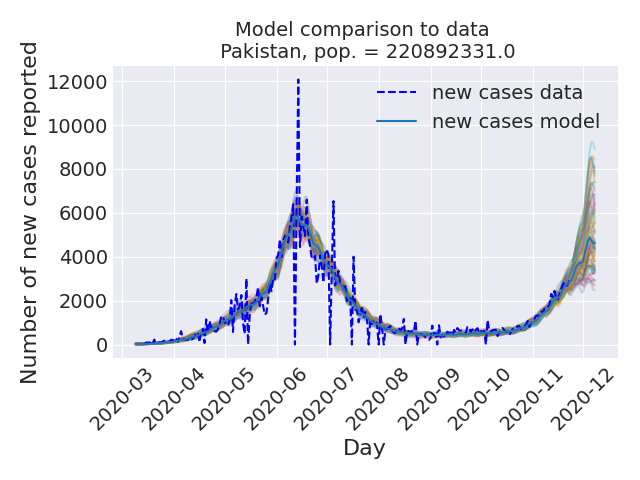 Model comparison to data
Pakistan, pop. = 220892331.0
new cases data
new cases model
Number of new cases reported
12000
10000
8000
6000
4000
2000
0
2020-03
2020-04
2020-05
2020-06
2020-07
2020-08
2020-09
2020-10
2020-11
2020-12
Day